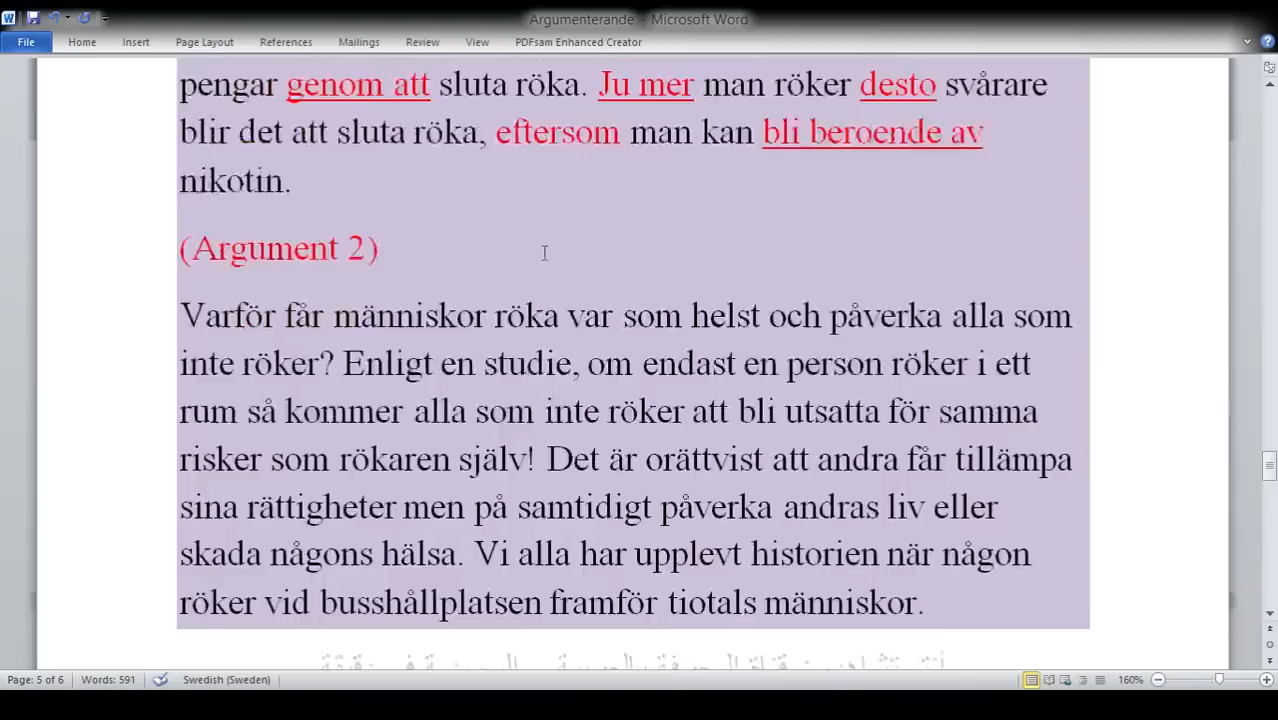 Argumenterande - Microsoft Word
File Home Insert Page Layout References Mailings Review View PDFsam Enhanced Creator
pengar genom att sluta röka. Ju mer man röker desto svårare
blir det att sluta röka, eftersom man kan bli beroende av
nikotin.
(Argument 2)
Varför får människor röka var som helst och påverka alla som
inte röker? Enligt en studie, om endast en person röker i ett
rum så kommer alla som inte röker att bli utsatta för samma
risker som rökaren själv! Det är orättvist att andra får tillämpa
sina rättigheter men på samtidigt påverka andras liv eller
skada någons hälsa. Vi alla har upplevt historien när någon
röker vid busshållplatsen framför tiotals människor.
Page: 5 of 6 Words: 591 Swedish (Sweden) 160%